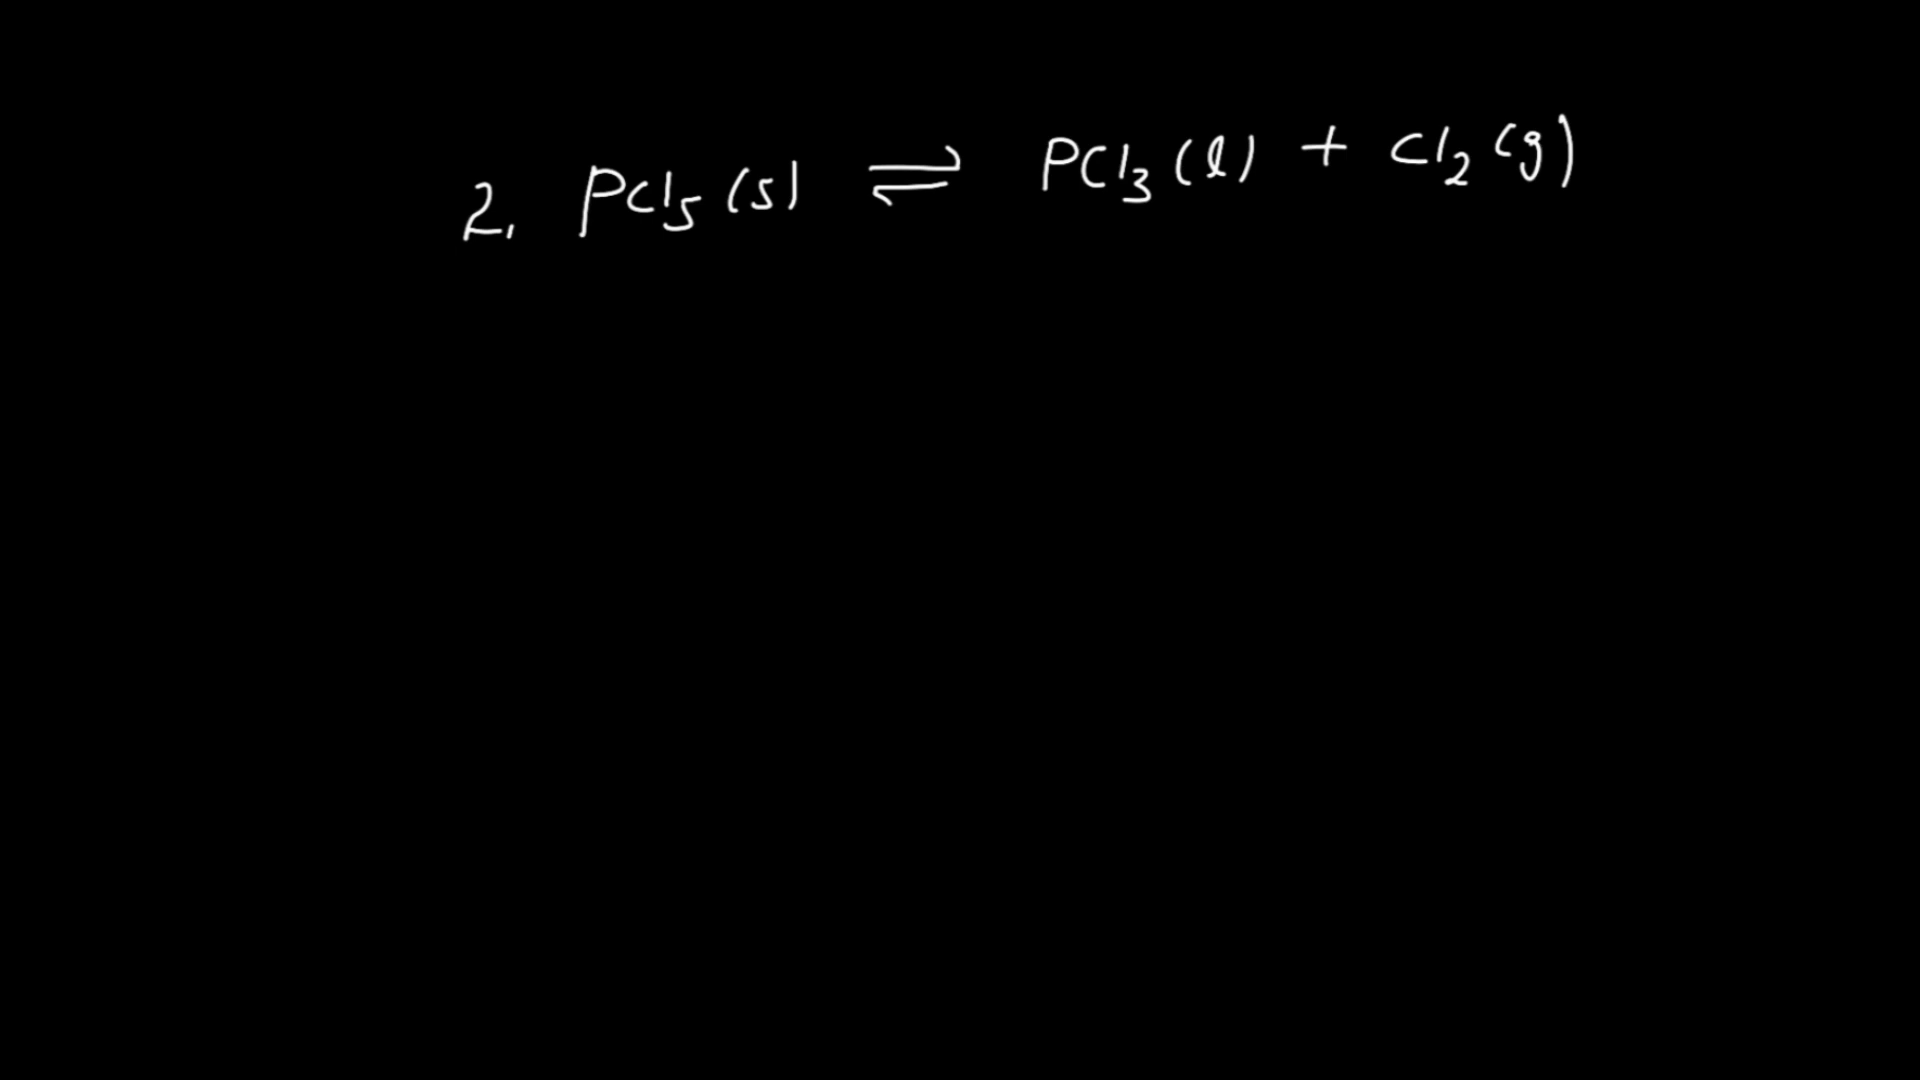 2. PCl₅ (s) ⇌ PCl₃ (l) + Cl₂ (g)